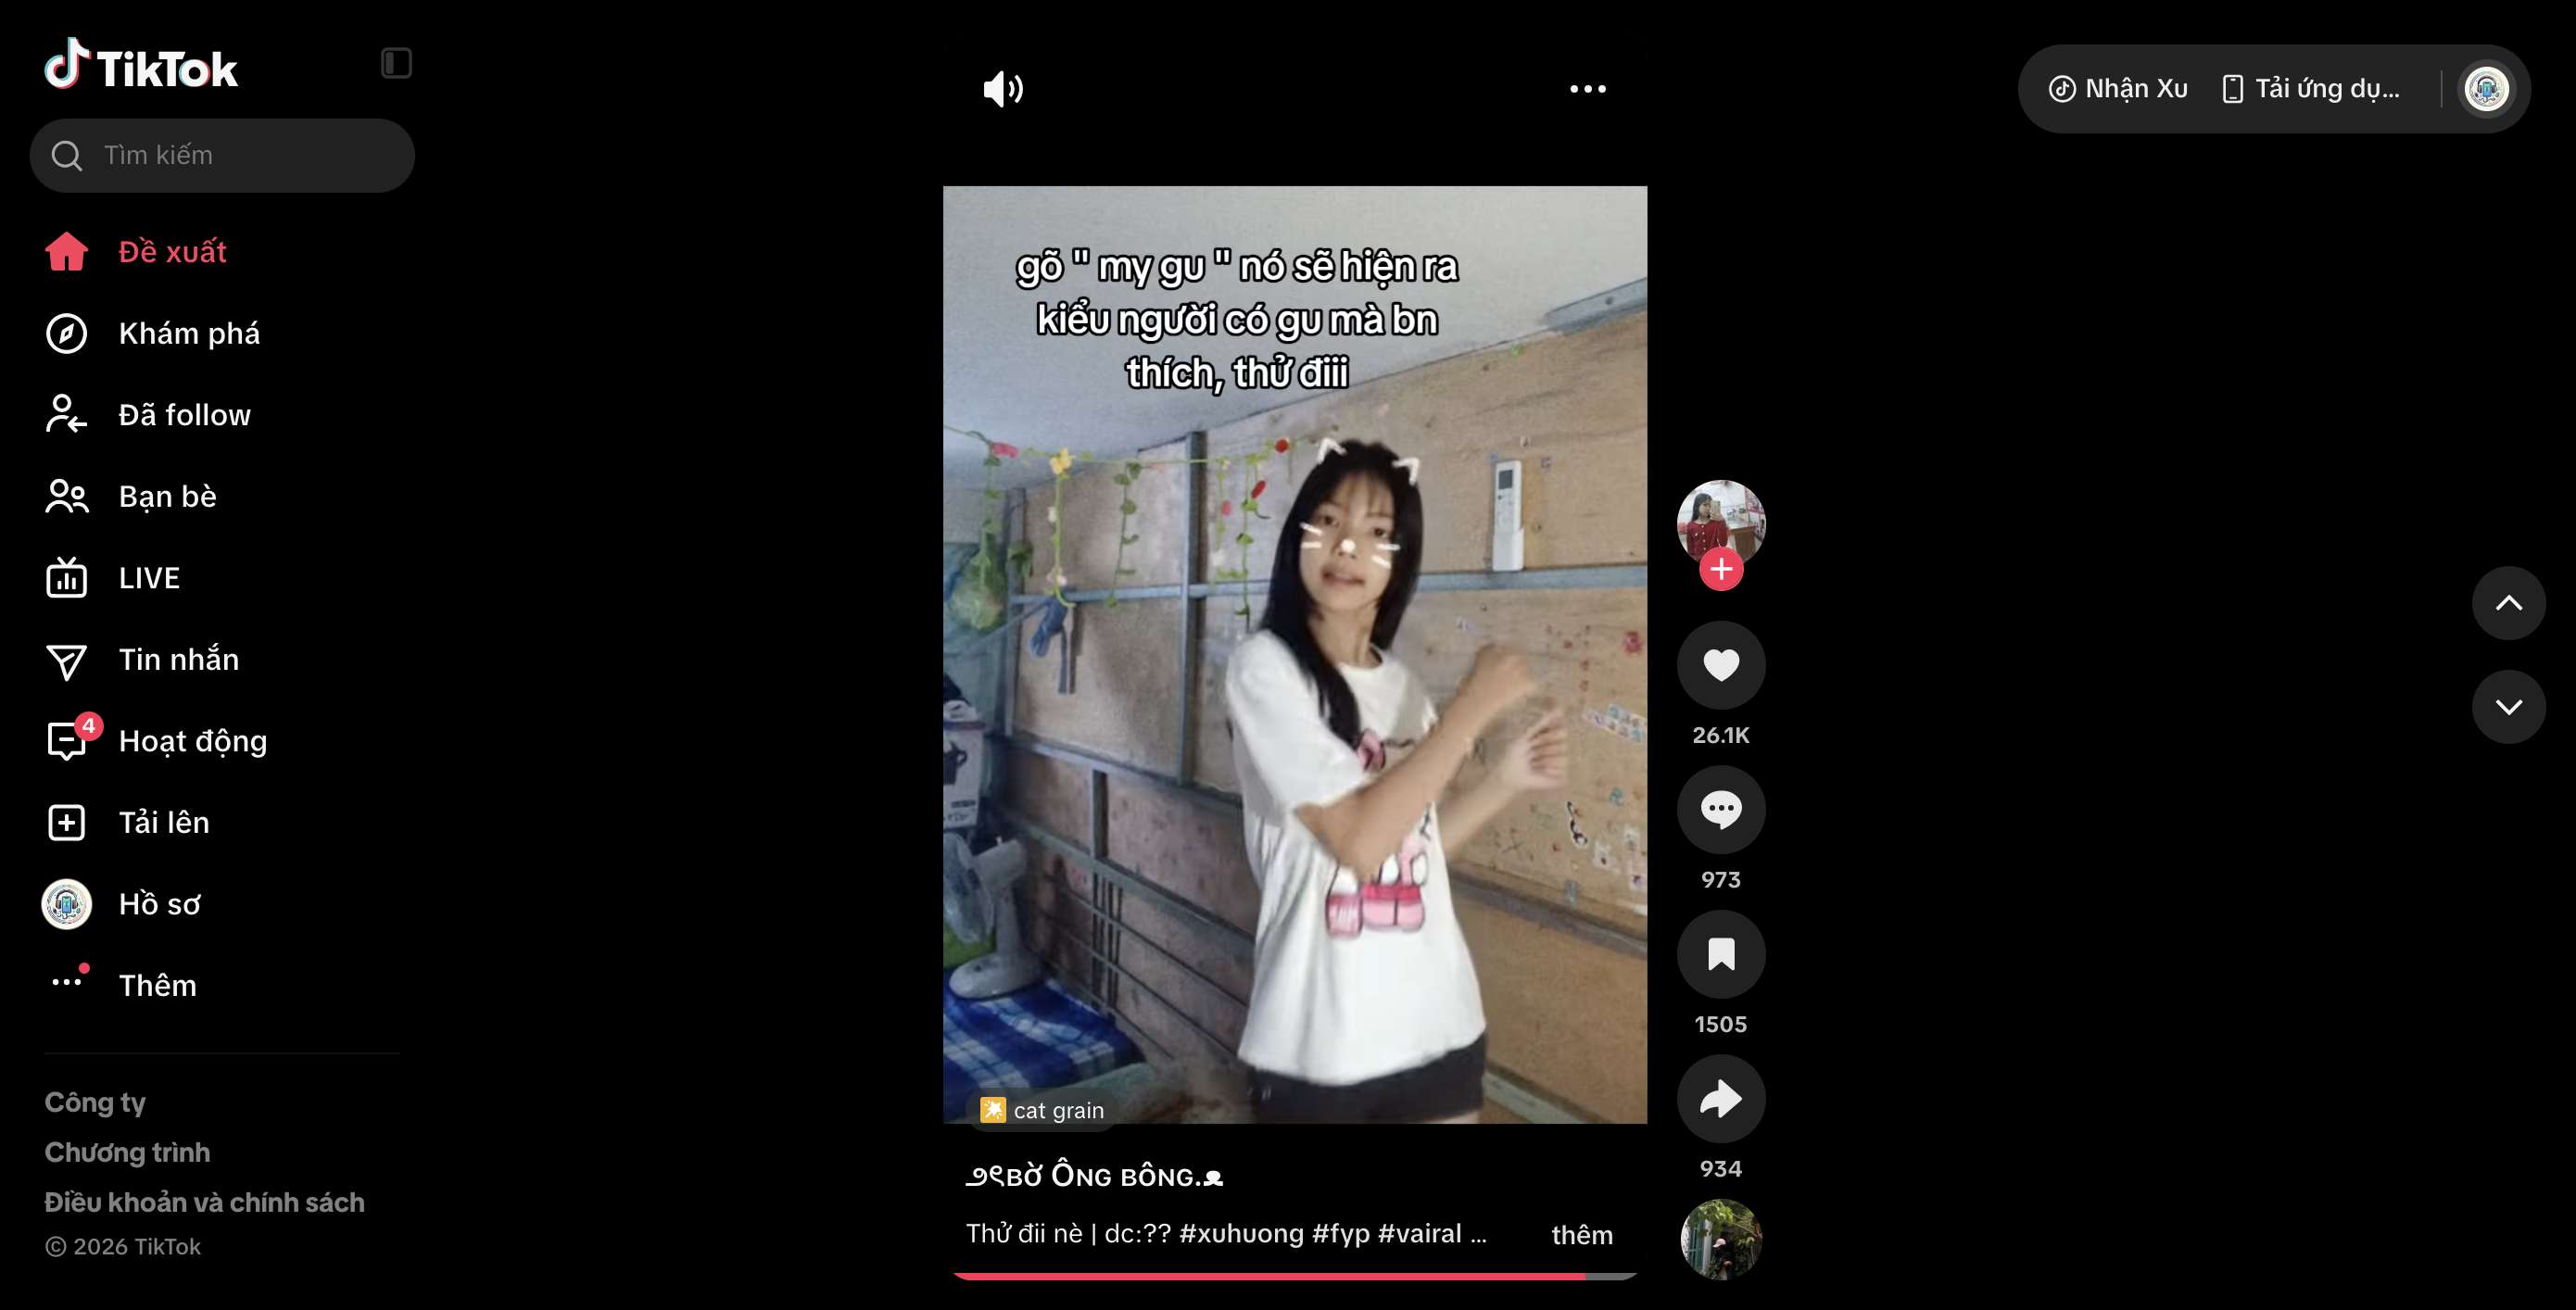 TikTok
Tìm kiếm
Đề xuất
Khám phá
Đã follow
Bạn bè
LIVE
Tin nhắn
4
Hoạt động
Tải lên
Hồ sơ
Thêm
Công ty
Chương trình
Điều khoản và chính sách
© 2026 TikTok
gõ " my gu " nó sẽ hiện ra
kiểu người có gu mà bn
thích, thử điii
cat grain
୨ৎʙờ Ôɴɢ ʙôɴɢ.ᴥ
Thử đii nè | dc:?? #xuhuong #fyp #vairal ...
thêm
26.1K
973
1505
934
Nhận Xu
Tải ứng dụ...